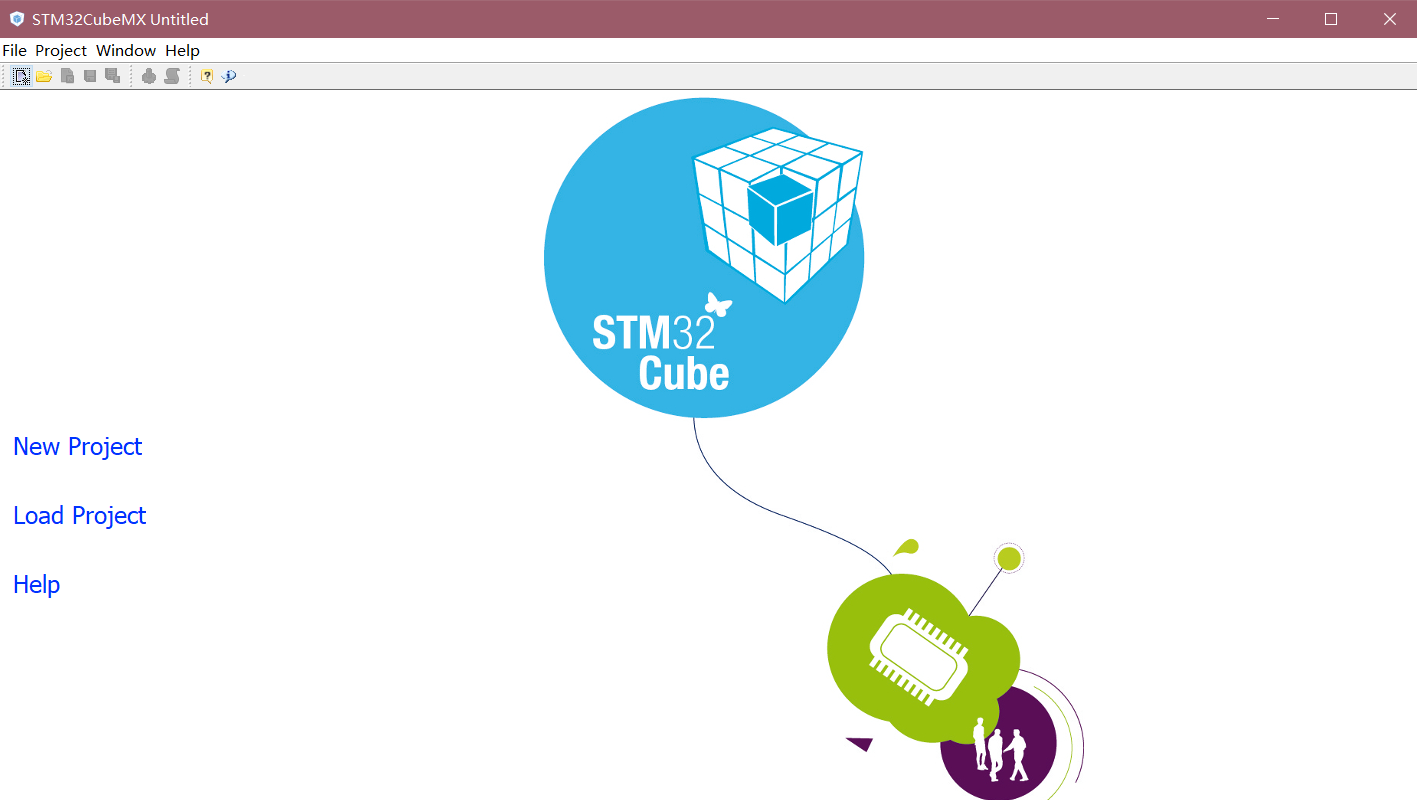 STM32CubeMX Untitled
File Project Window Help
STM32
Cube
New Project
Load Project
Help